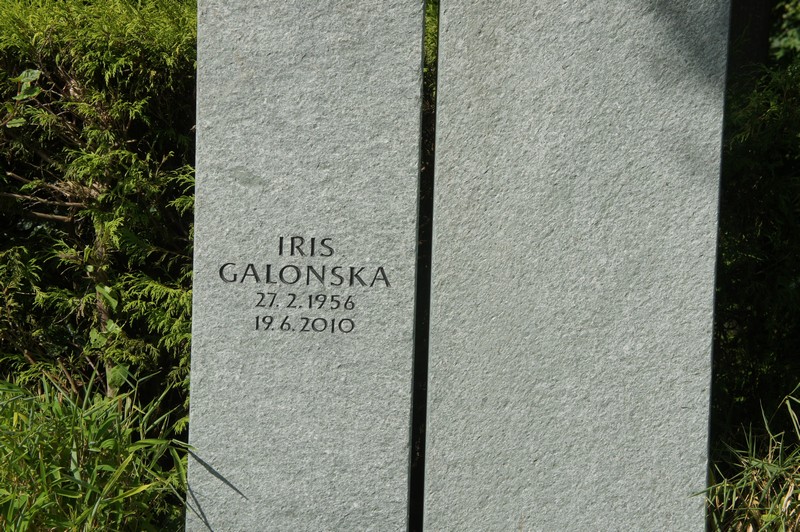 IRIS
GALONSKA
27. 2. 1956
19. 6. 2010